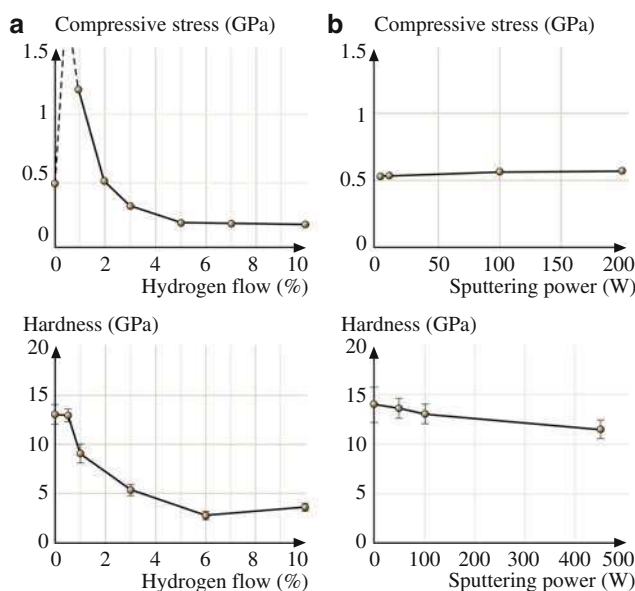 a
Compressive stress (GPa)
1.5
1
0.5
0
0 2 4 6 8 10
Hydrogen flow (%)
b
Compressive stress (GPa)
1.5
1
0.5
0
0 50 100 150 200
Sputtering power (W)
Hardness (GPa)
20
15
10
5
0
0 2 4 6 8 10
Hydrogen flow (%)
Hardness (GPa)
20
15
10
5
0
0 100 200 300 400 500
Sputtering power (W)